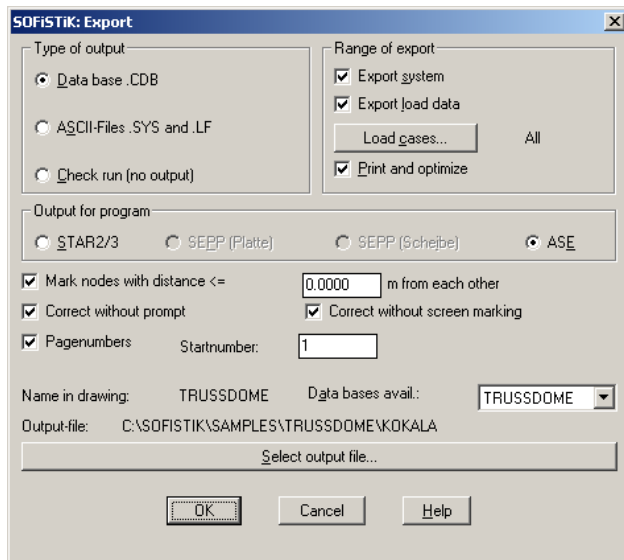 SOFiSTiK: Export
Type of output
Data base .CDB
ASCII-Files .SYS and .LF
Check run (no output)
Range of export
Export system
Export load data
Load cases... All
Print and optimize
Output for program
STAR2/3 SEPP (Platte) SEPP (Scheibe) ASE
Mark nodes with distance <= 0.0000 m from each other
Correct without prompt Correct without screen marking
Pagenumbers Startnumber: 1
Name in drawing: TRUSSDOME Data bases avail.: TRUSSDOME
Output-file: C:\SOFISTIK\SAMPLES\TRUSSDOME\KOKALA
Select output file...
OK Cancel Help